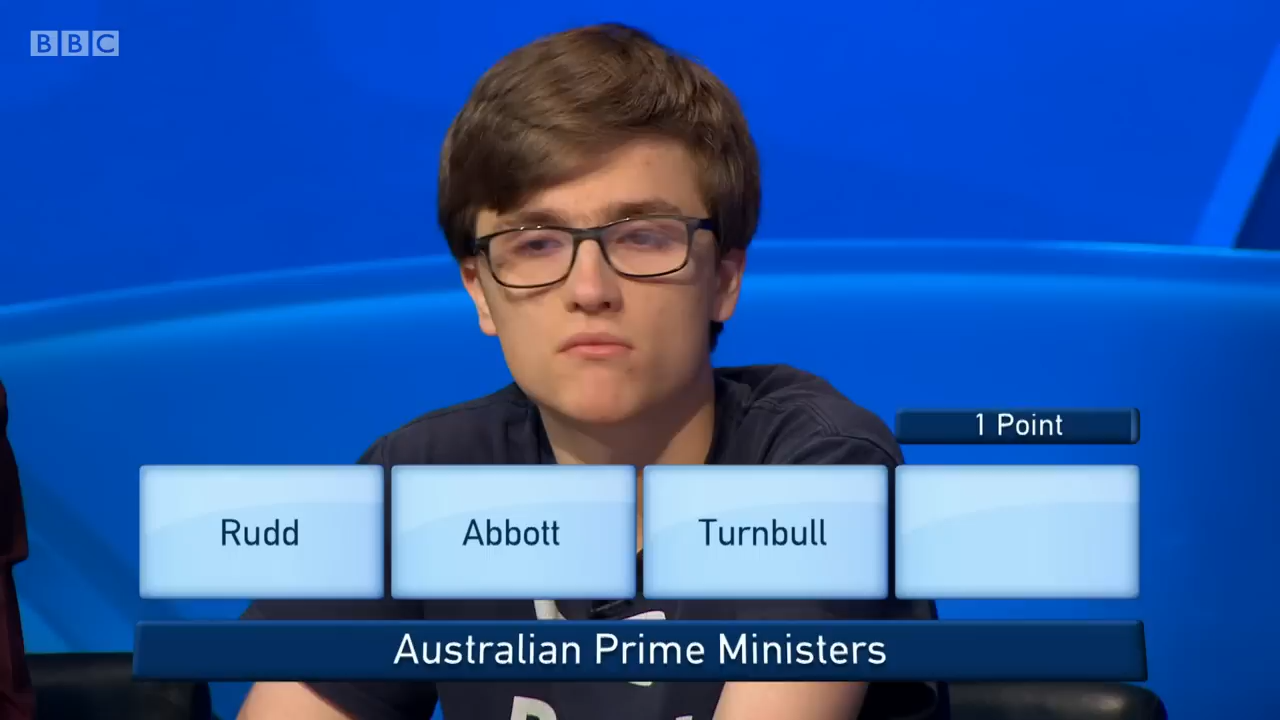 BBC
1 Point
Rudd
Abbott
Turnbull
Australian Prime Ministers